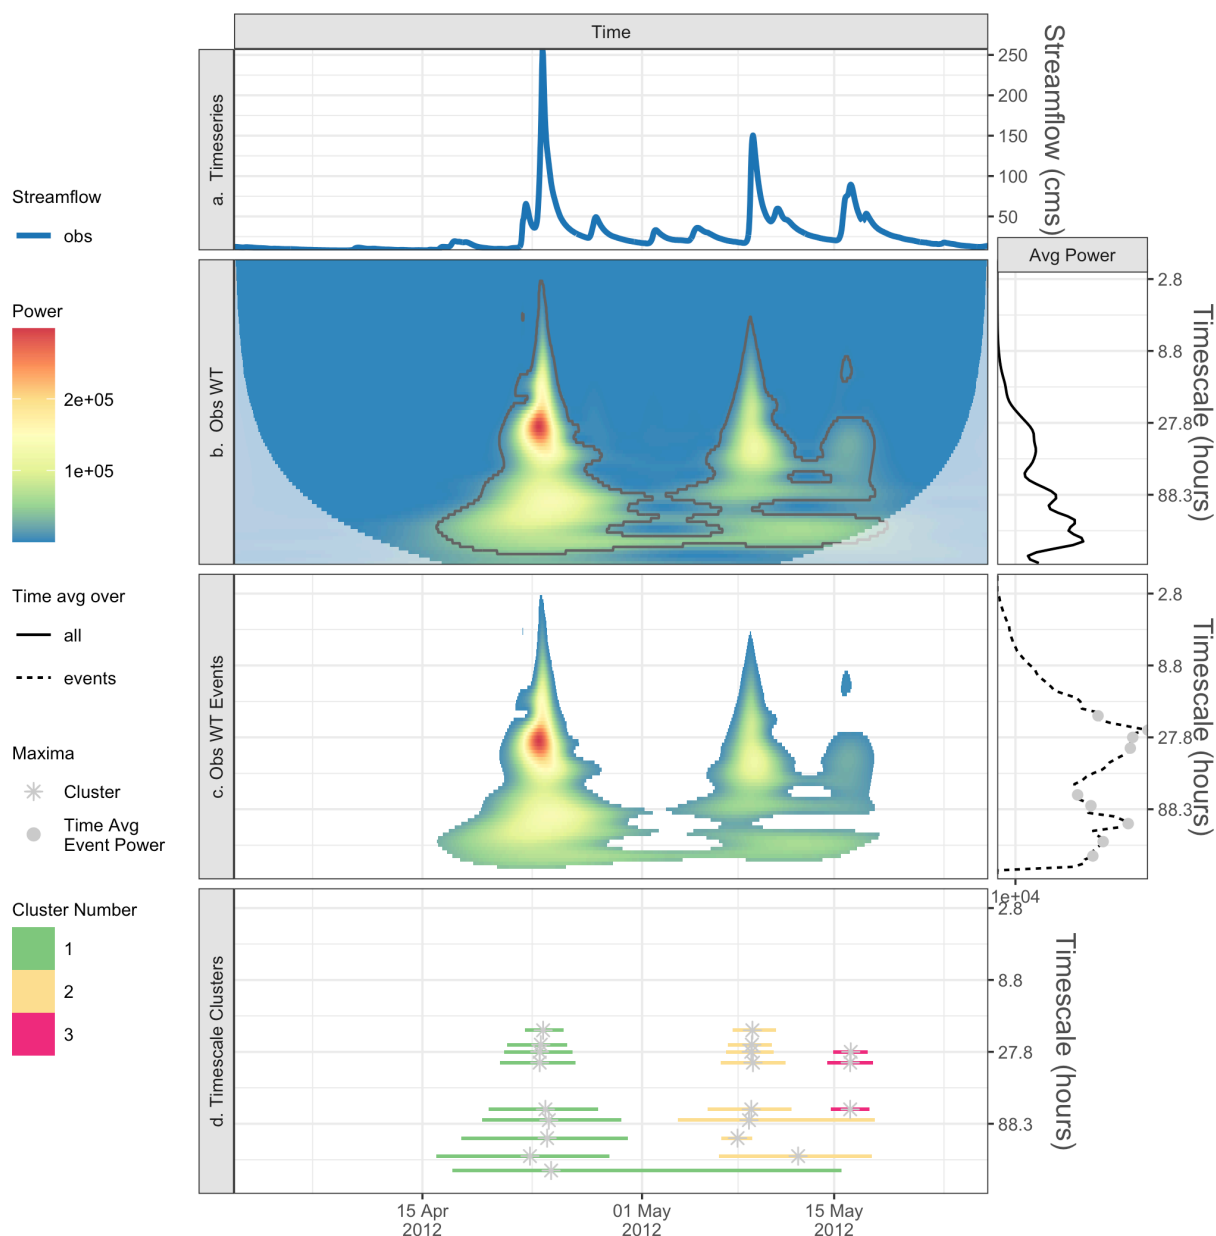 Time
a. Timeseries
250
200
150
100
50
Streamflow (cms)
Streamflow
obs
Avg Power
b. Obs WT
2.8
8.8
27.8
88.3
Timescale (hours)
Power
2e+05
1e+05
Time avg over
all
events
c. Obs WT Events
2.8
8.8
27.8
88.3
Timescale (hours)
1e+04
Maxima
Cluster
Time Avg
Event Power
Cluster Number
1
2
3
d. Timescale Clusters
2.8
8.8
27.8
88.3
Timescale (hours)
15 Apr
2012
01 May
2012
15 May
2012